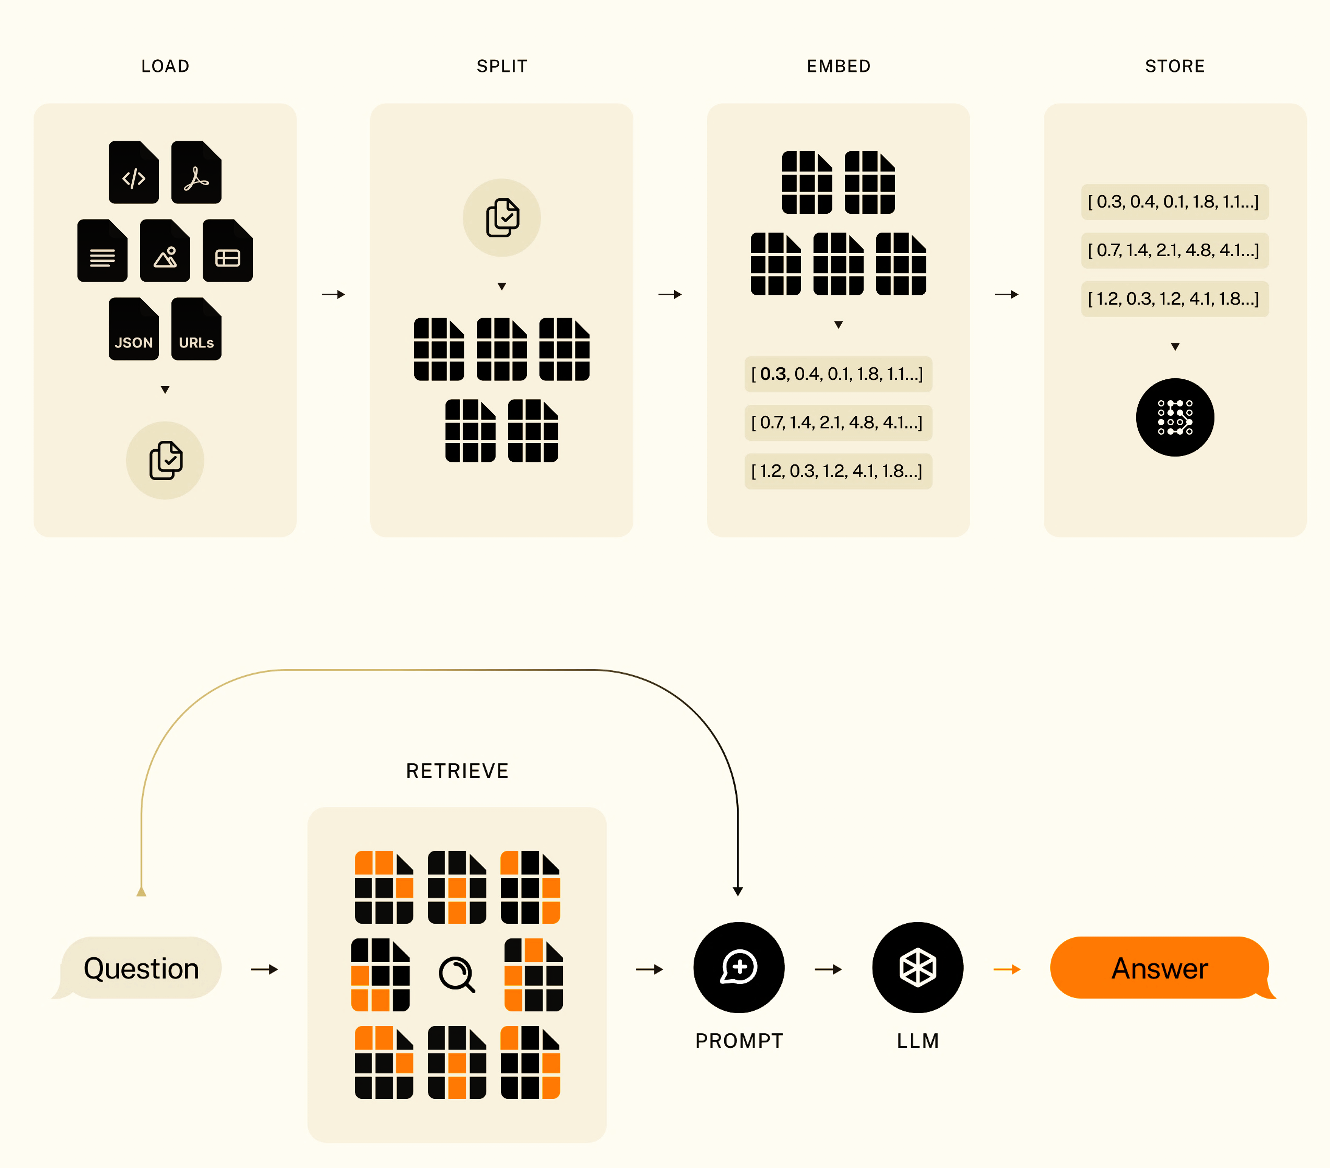 LOAD
SPLIT
EMBED
STORE
JSON
URLs
[ 0.3, 0.4, 0.1, 1.8, 1.1...]
[ 0.7, 1.4, 2.1, 4.8, 4.1...]
[ 1.2, 0.3, 1.2, 4.1, 1.8...]
[ 0.3, 0.4, 0.1, 1.8, 1.1...]
[ 0.7, 1.4, 2.1, 4.8, 4.1...]
[ 1.2, 0.3, 1.2, 4.1, 1.8...]
RETRIEVE
Question
PROMPT
LLM
Answer